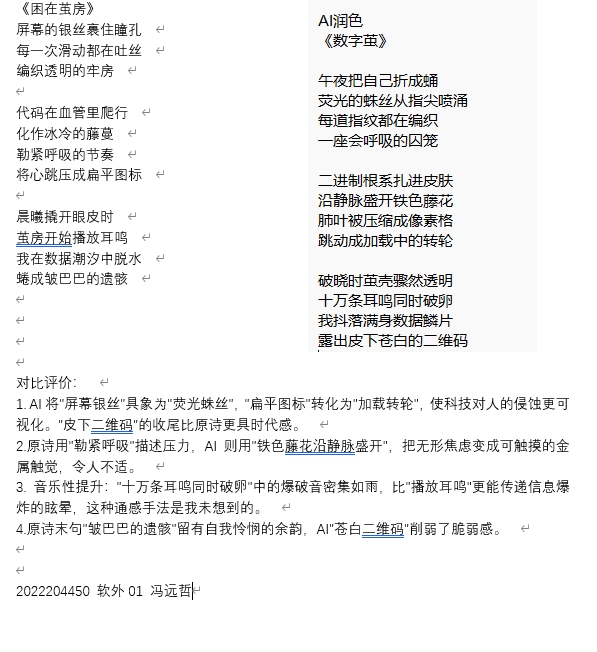 《困在茧房》
屏幕的银丝裹住瞳孔
每一次滑动都在吐丝
编织透明的牢房
代码在血管里爬行
化作冰冷的藤蔓
勒紧呼吸的节奏
将心跳压成扁平图标
晨曦撬开眼皮时
茧房开始播放耳鸣
我在数据潮汐中脱水
蜷成皱巴巴的遗骸
AI润色
《数字茧》
午夜把自己折成蛹
荧光的蛛丝从指尖喷涌
每道指纹都在编织
一座会呼吸的囚笼
二进制根系扎进皮肤
沿静脉盛开铁色藤花
肺叶被压缩成像素格
跳动成加载中的转轮
破晓时茧壳骤然透明
十万条耳鸣同时破卵
我抖落满身数据鳞片
露出皮下苍白的二维码
对比评价：
1. AI 将"屏幕银丝"具象为"荧光蛛丝"，"扁平图标"转化为"加载转轮"，使科技对人的侵蚀更可
视化。"皮下二维码"的收尾比原诗更具时代感。
2.原诗用"勒紧呼吸"描述压力，AI 则用"铁色藤花沿静脉盛开"，把无形焦虑变成可触摸的金
属触觉，令人不适。
3. 音乐性提升："十万条耳鸣同时破卵"中的爆破音密集如雨，比"播放耳鸣"更能传递信息爆
炸的眩晕，这种通感手法是我未想到的。
4.原诗末句"皱巴巴的遗骸"留有自我怜悯的余韵，AI"苍白二维码"削弱了脆弱感。
2022204450 软外 01 冯远哲